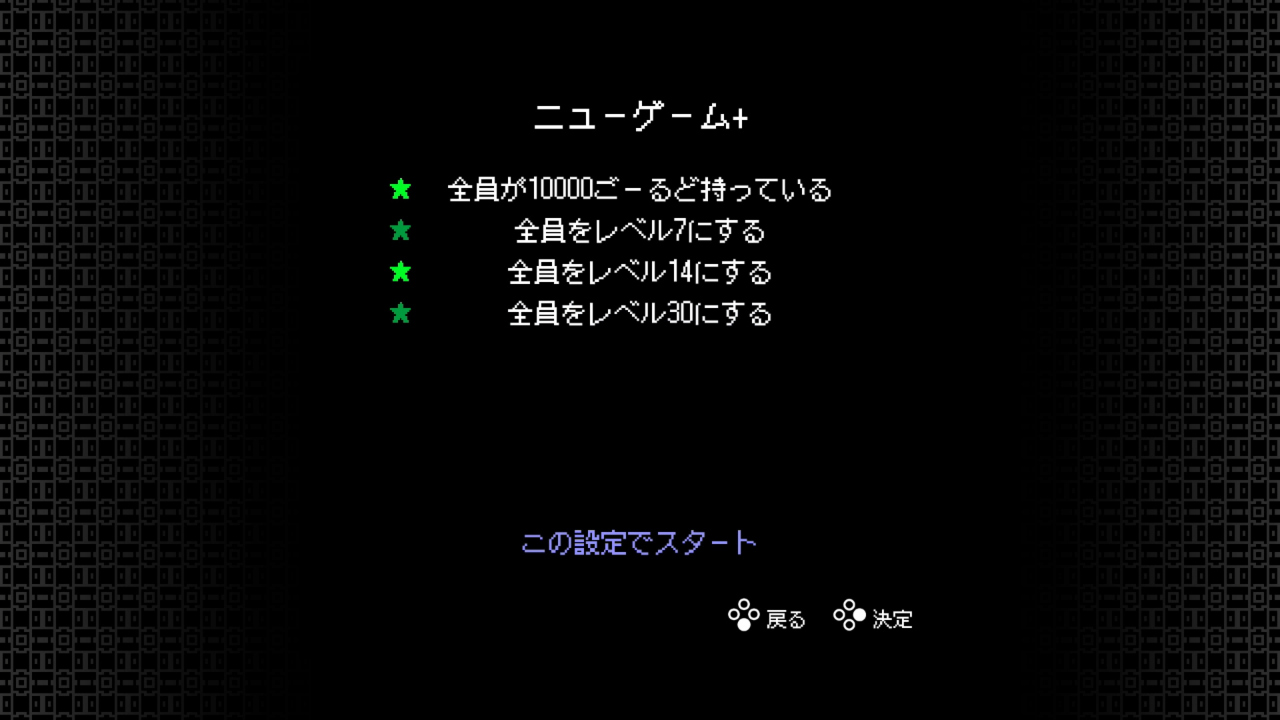 ニューゲーム+
★ 全員が10000ごーるど持っている
★ 全員をレベル7にする
★ 全員をレベル14にする
★ 全員をレベル30にする
この設定でスタート
戻る 決定